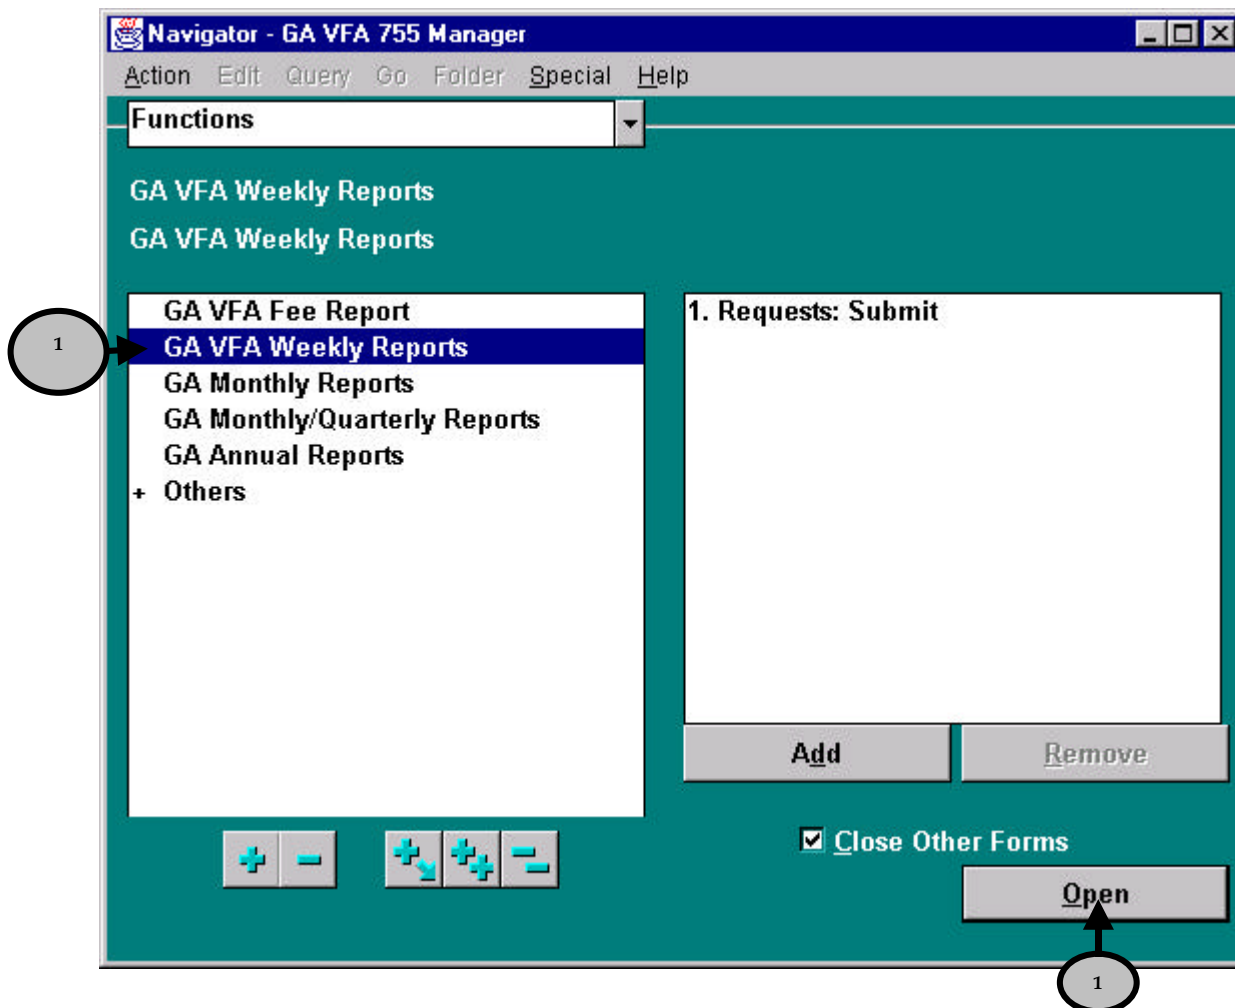 Navigator - GA VFA 755 Manager
Action Edit Query Go Folder Special Help
Functions
GA VFA Weekly Reports
GA VFA Weekly Reports
GA VFA Fee Report
GA VFA Weekly Reports
GA Monthly Reports
GA Monthly/Quarterly Reports
GA Annual Reports
+ Others
1
1. Requests: Submit
Add Remove
Close Other Forms
Open
1